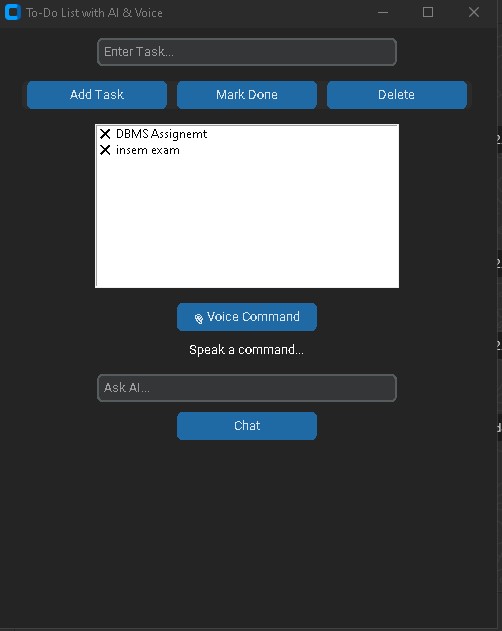 To-Do List with AI & Voice
Enter Task...
Add Task Mark Done Delete
❌ DBMS Assignemt
❌ insem exam
🎙 Voice Command
Speak a command...
Ask AI...
Chat